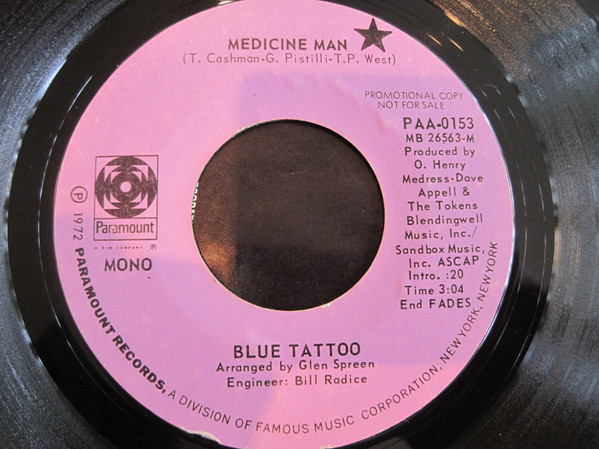 MEDICINE MAN
(T. Cashman-G. Pistilli-T.P. West)
PROMOTIONAL COPY
NOT FOR SALE
PAA-0153
MB 26563-M
Produced by
O. Henry
Medress-Dave
Appell &
The Tokens
Blendingwell
Music, Inc./
Sandbox Music,
Inc. ASCAP
Intro. :20
Time 3:04
End FADES
Paramount
®
MONO
BLUE TATTOO
Arranged by Glen Spreen
Engineer: Bill Radice
Ⓟ 1972 PARAMOUNT RECORDS, A DIVISION OF FAMOUS MUSIC CORPORATION, NEW YORK, NEW YORK